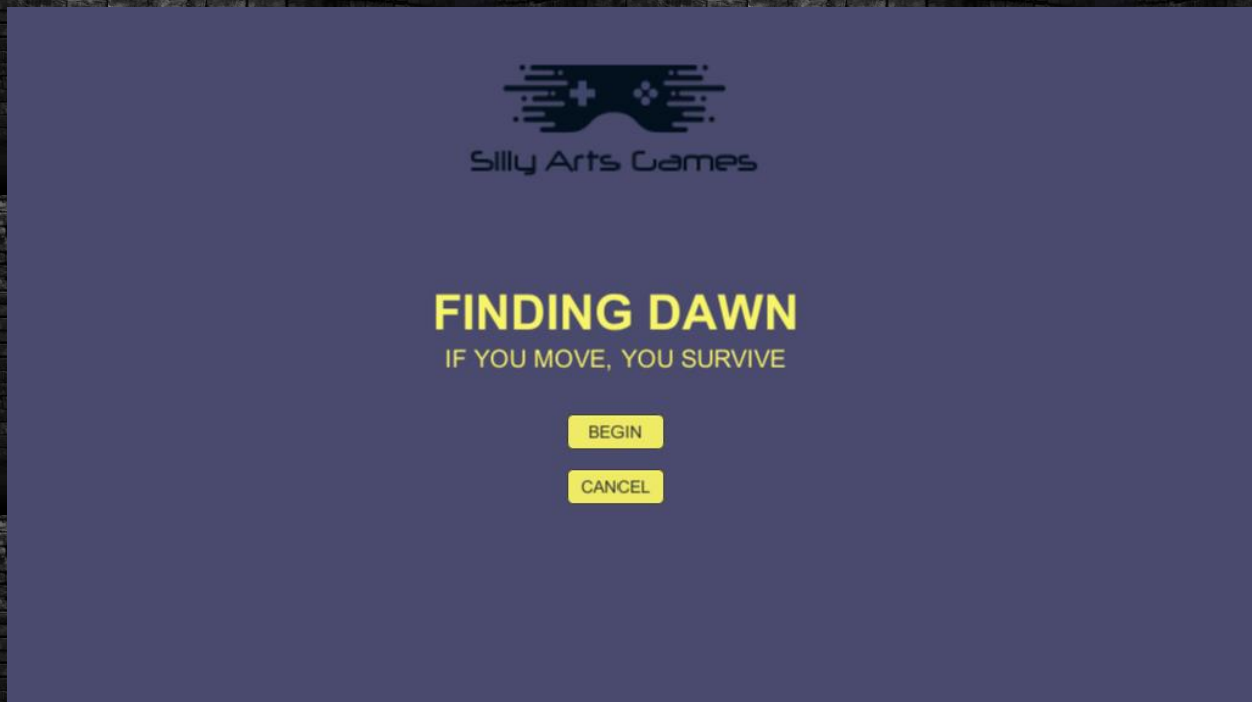 Silly Arts Games
FINDING DAWN
IF YOU MOVE, YOU SURVIVE
BEGIN
CANCEL